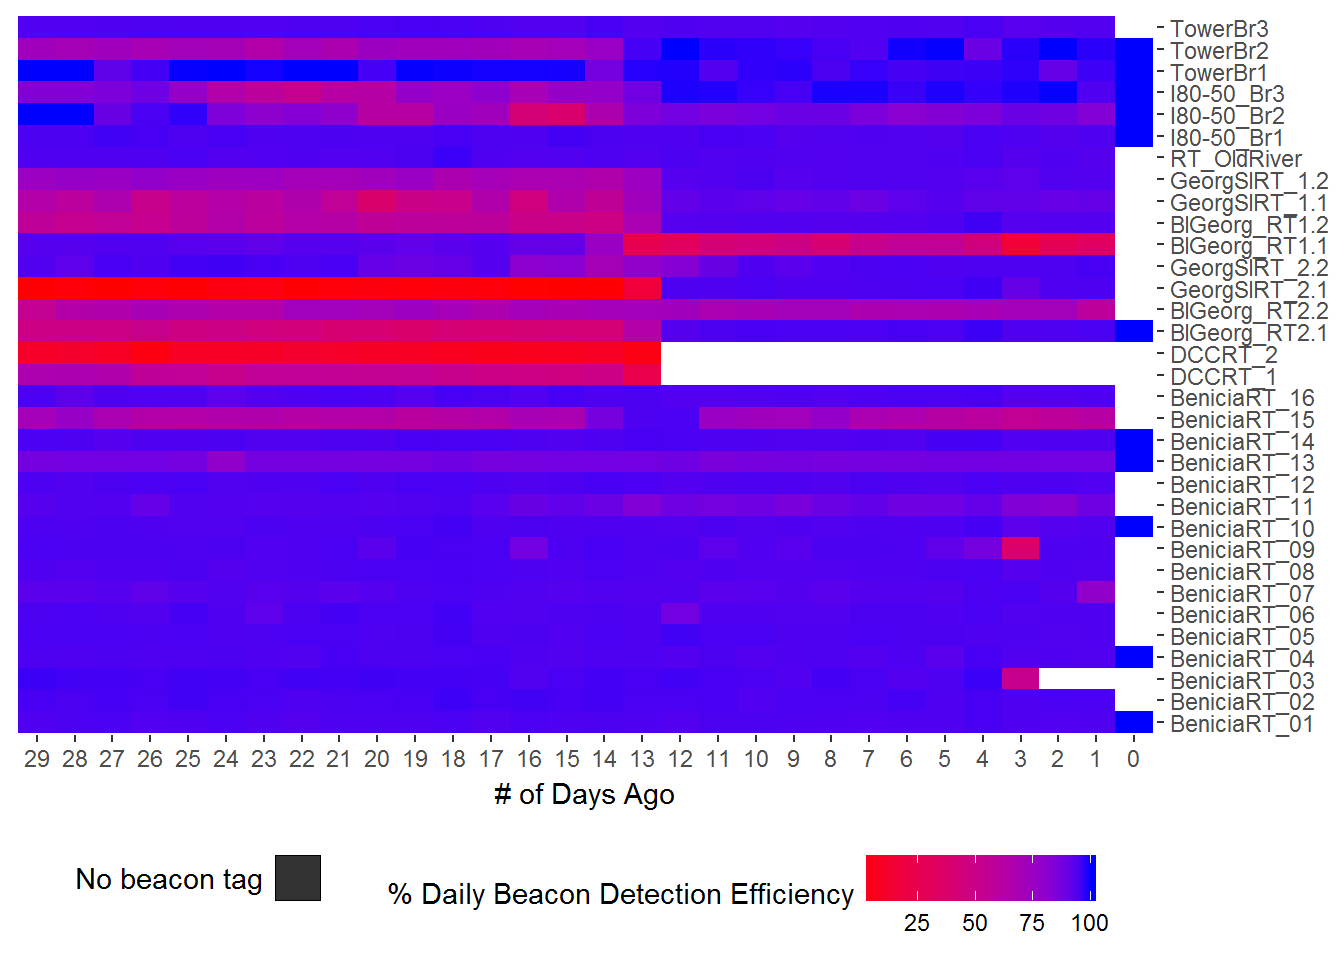 TowerBr3
TowerBr2
TowerBr1
I80-50_Br3
I80-50_Br2
I80-50_Br1
RT_OldRiver
GeorgSlRT_1.2
GeorgSlRT_1.1
BlGeorg_RT1.2
BlGeorg_RT1.1
GeorgSlRT_2.2
GeorgSlRT_2.1
BlGeorg_RT2.2
BlGeorg_RT2.1
DCCRT_2
DCCRT_1
BeniciaRT_16
BeniciaRT_15
BeniciaRT_14
BeniciaRT_13
BeniciaRT_12
BeniciaRT_11
BeniciaRT_10
BeniciaRT_09
BeniciaRT_08
BeniciaRT_07
BeniciaRT_06
BeniciaRT_05
BeniciaRT_04
BeniciaRT_03
BeniciaRT_02
BeniciaRT_01
29 28 27 26 25 24 23 22 21 20 19 18 17 16 15 14 13 12 11 10 9 8 7 6 5 4 3 2 1 0
# of Days Ago
No beacon tag
% Daily Beacon Detection Efficiency
25 50 75 100